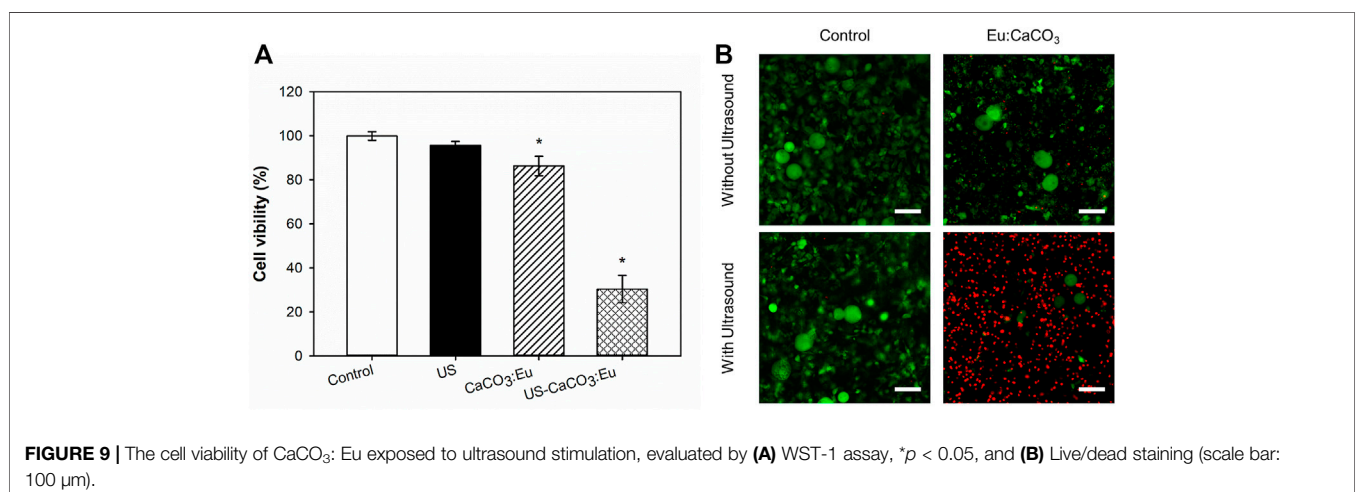 A
Cell vibility (%)
120
100
80
60
40
20
0
*
*
Control
US
CaCO₃:Eu
US-CaCO₃:Eu
B
Control
Eu:CaCO₃
Without Ultrasound
With Ultrasound
FIGURE 9 | The cell viability of CaCO₃: Eu exposed to ultrasound stimulation, evaluated by (A) WST-1 assay, *p < 0.05, and (B) Live/dead staining (scale bar:
100 µm).